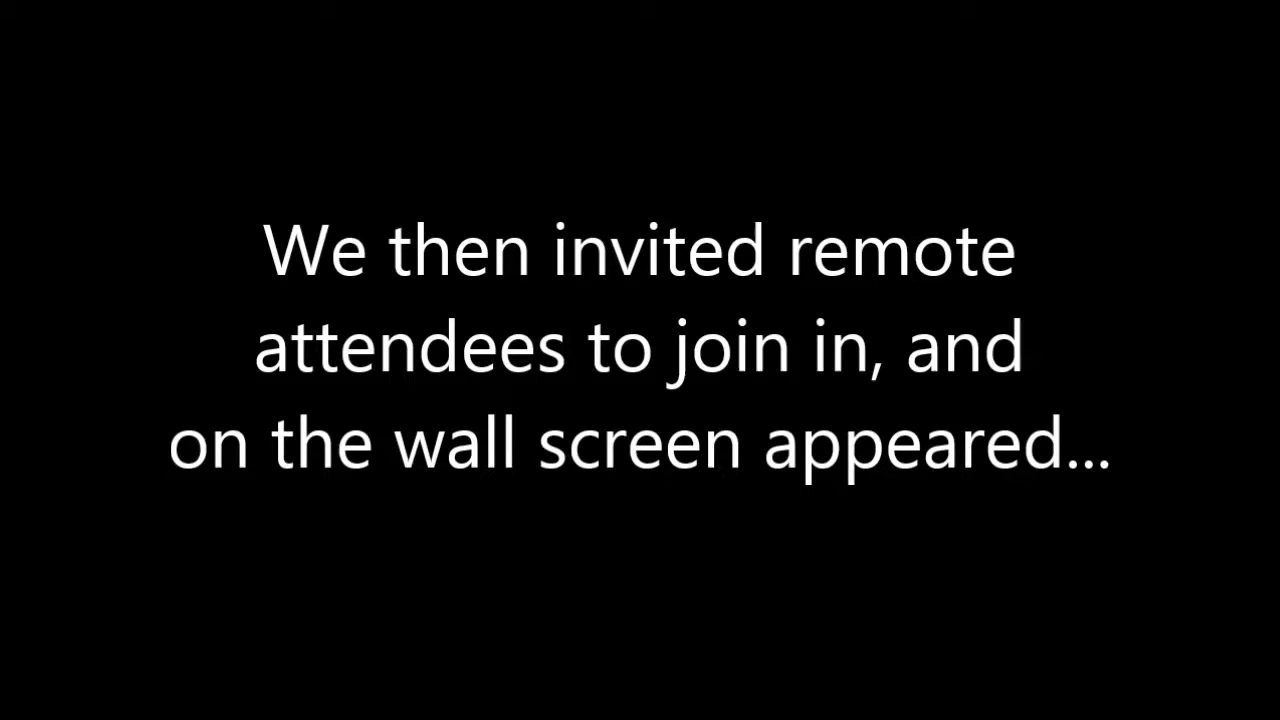 We then invited remote
attendees to join in, and
on the wall screen appeared...